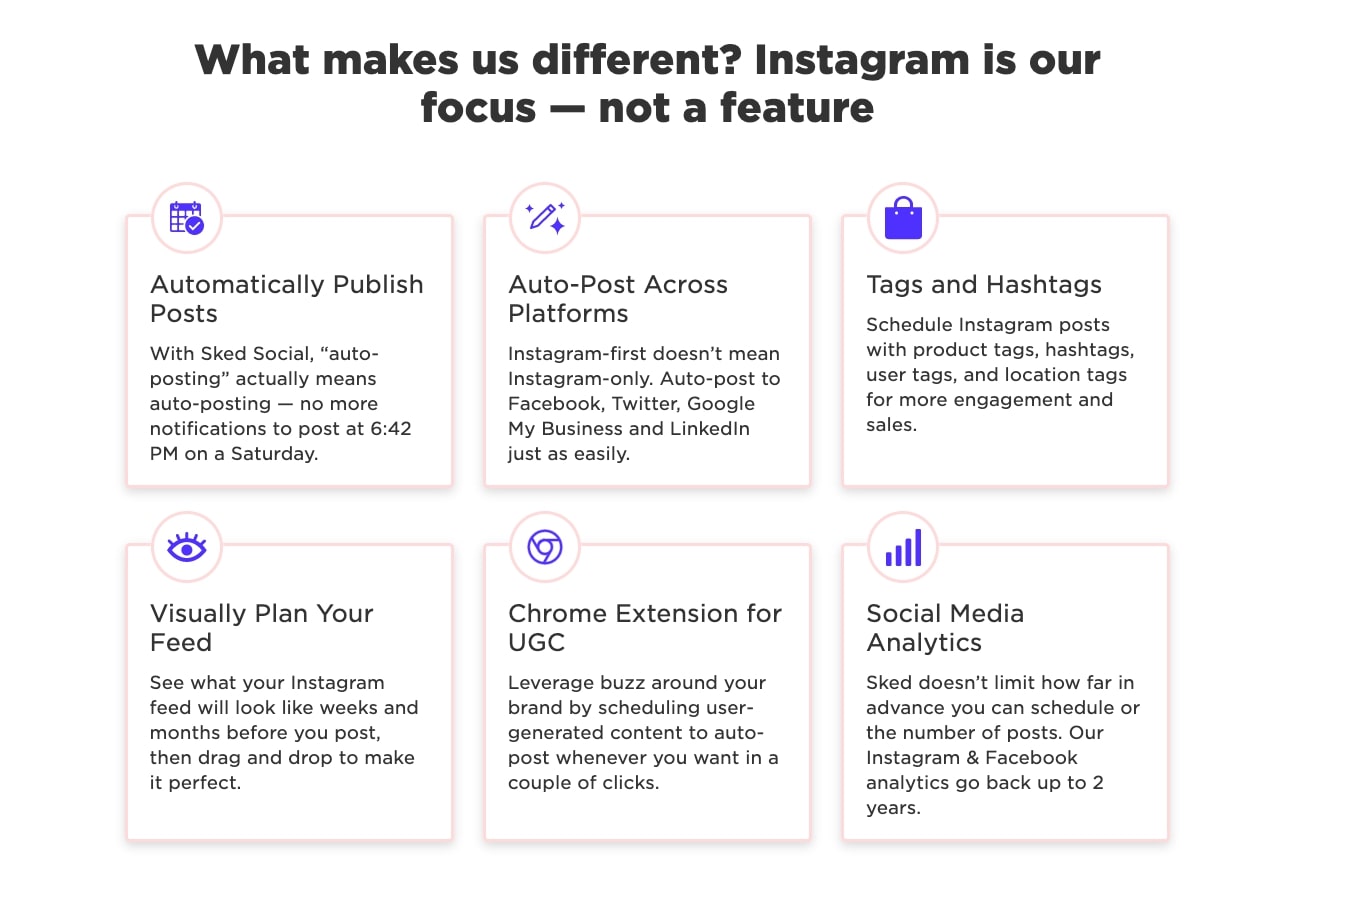 What makes us different? Instagram is our
focus — not a feature
Automatically Publish
Posts
With Sked Social, “auto-
posting” actually means
auto-posting — no more
notifications to post at 6:42
PM on a Saturday.
Auto-Post Across
Platforms
Instagram-first doesn’t mean
Instagram-only. Auto-post to
Facebook, Twitter, Google
My Business and LinkedIn
just as easily.
Tags and Hashtags
Schedule Instagram posts
with product tags, hashtags,
user tags, and location tags
for more engagement and
sales.
Visually Plan Your
Feed
See what your Instagram
feed will look like weeks and
months before you post,
then drag and drop to make
it perfect.
Chrome Extension for
UGC
Leverage buzz around your
brand by scheduling user-
generated content to auto-
post whenever you want in a
couple of clicks.
Social Media
Analytics
Sked doesn’t limit how far in
advance you can schedule or
the number of posts. Our
Instagram & Facebook
analytics go back up to 2
years.